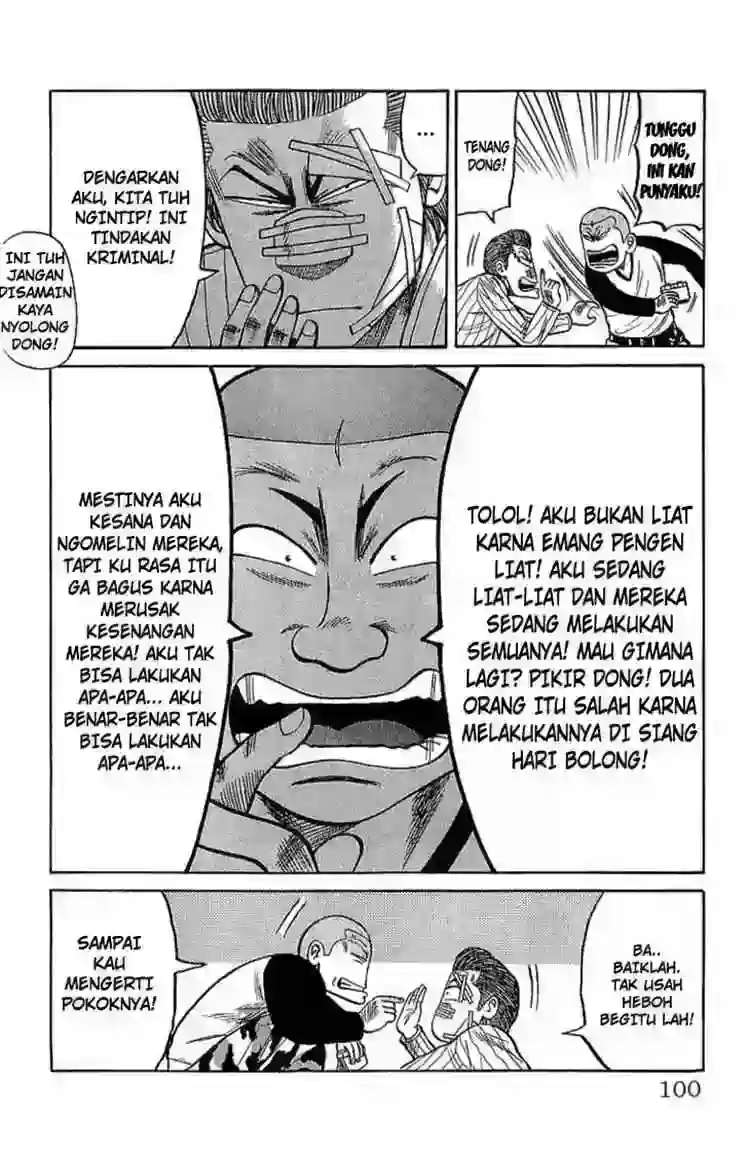 TUNGGU
DONG,
INI KAN
PUNYAKU!
TENANG
DONG!
...
DENGARKAN
AKU, KITA TUH
NGINTIP! INI
TINDAKAN
KRIMINAL!
INI TUH
JANGAN
DISAMAIN
KAYA
NYOLONG
DONG!
TOLOL! AKU BUKAN LIAT
KARNA EMANG PENGEN
LIAT! AKU SEDANG
LIAT-LIAT DAN MEREKA
SEDANG MELAKUKAN
SEMUANYA! MAU GIMANA
LAGI? PIKIR DONG! DUA
ORANG ITU SALAH KARNA
MELAKUKANNYA DI SIANG
HARI BOLONG!
MESTINYA AKU
KESANA DAN
NGOMELIN MEREKA,
TAPI KU RASA ITU
GA BAGUS KARNA
MERUSAK
KESENANGAN
MEREKA! AKU TAK
BISA LAKUKAN
APA-APA... AKU
BENAR-BENAR TAK
BISA LAKUKAN
APA-APA...
BA..
BAIKLAH.
TAK USAH
HEBOH
BEGITU LAH!
SAMPAI
KAU
MENGERTI
POKOKNYA!
100